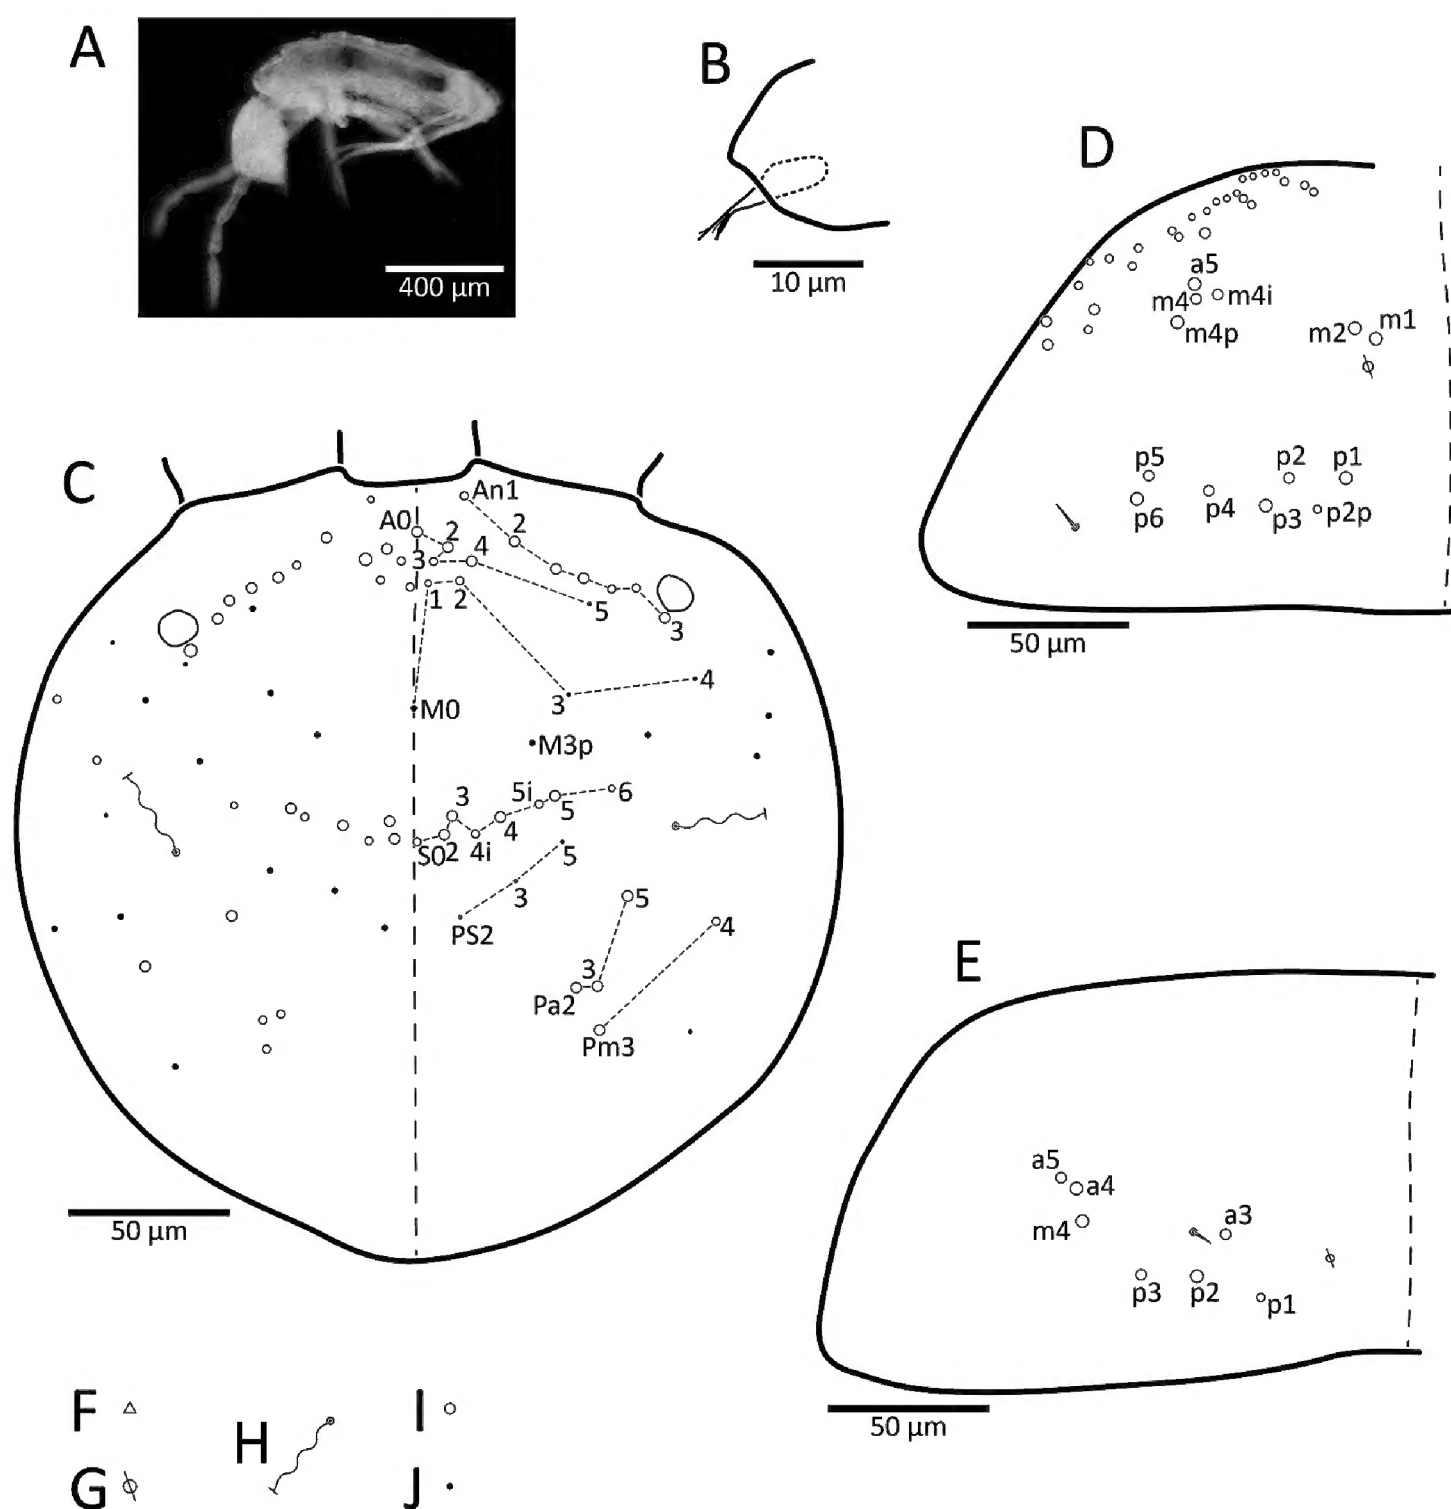 A
400 µm
B
10 µm
D
a5
m4 m4i
m4p
m2 m1
p5 p2 p1
p6 p4 p3 p2p
50 µm
C
An1
A0 2 2
3 4
1 2 5 3
M0 3 4
M3p
3 5i 5 6
S0 2 4i 4
5
3
PS2
5
4
3
Pa2
Pm3
50 µm
E
a5
a4
m4 a3
p3 p2 p1
50 µm
F
G
H
I
J